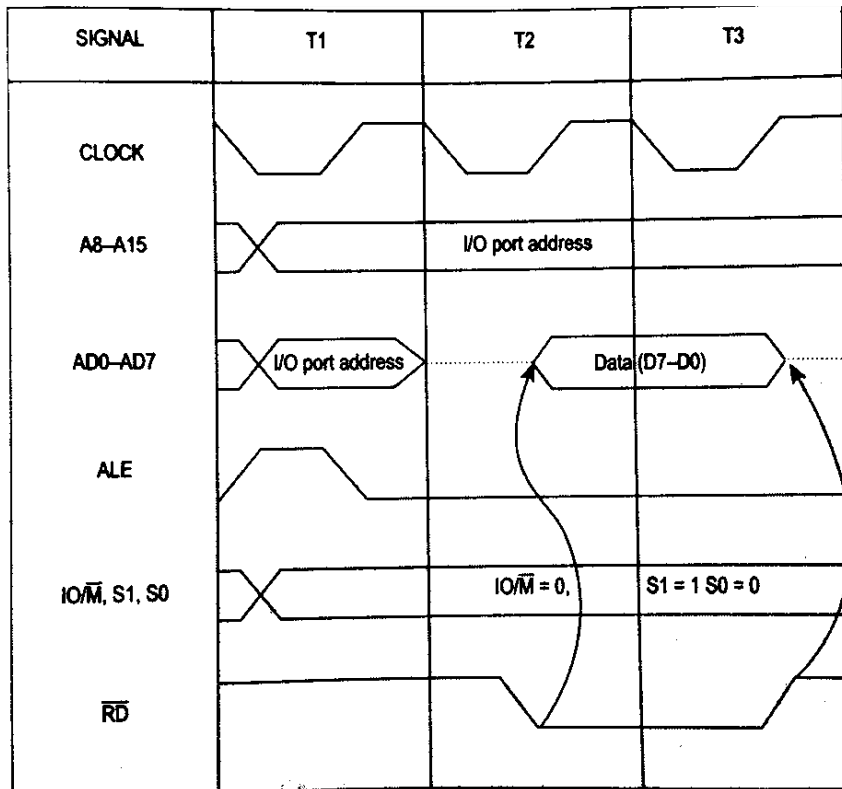 SIGNAL T1 T2 T3
CLOCK
A8–A15 I/O port address
AD0–AD7 I/O port address Data (D7–D0)
ALE
IO/M̅, S1, S0 IO/M̅ = 0, S1 = 1 S0 = 0
R̅D̅